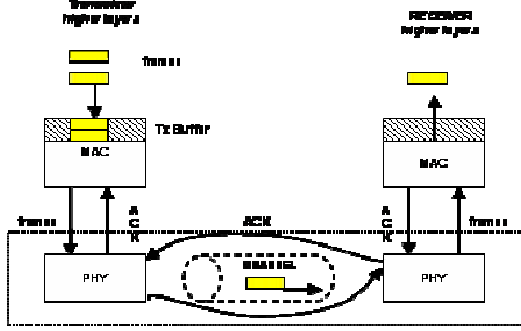 Transmitter
higher layers
RECEIVER
higher layers
frames
Tx Buffer
MAC
MAC
frames
ACK
ACK
ACK
frames
PHY
CHANNEL
PHY